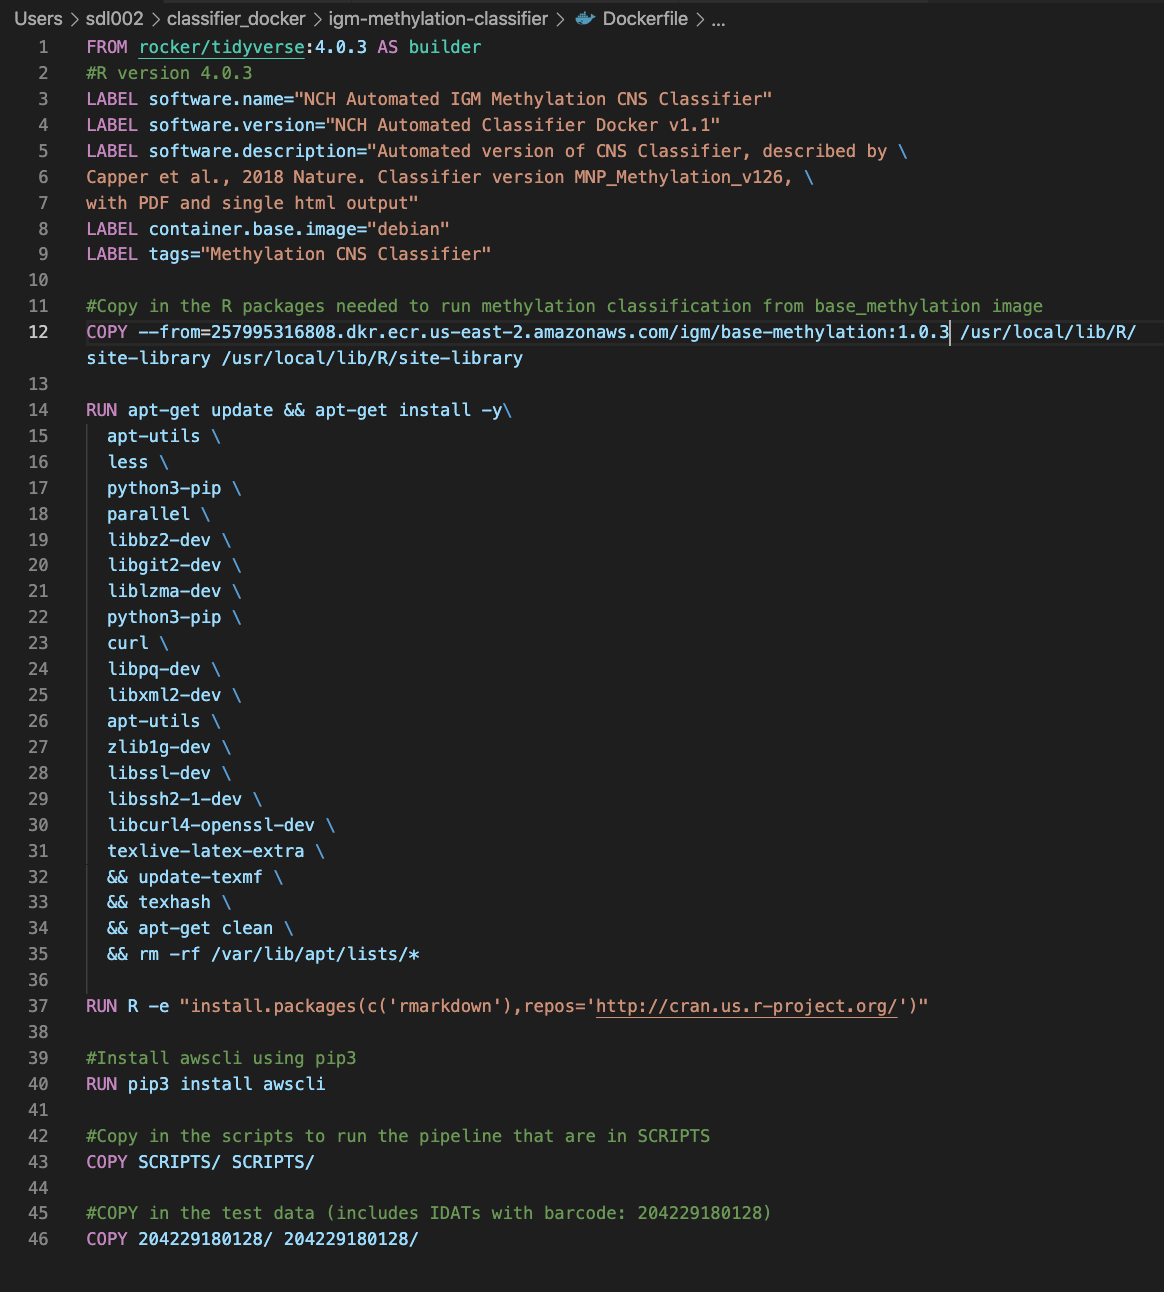 Users > sdl002 > classifier_docker > igm-methylation-classifier > Dockerfile > ...
1 FROM rocker/tidyverse:4.0.3 AS builder
2 #R version 4.0.3
3 LABEL software.name="NCH Automated IGM Methylation CNS Classifier"
4 LABEL software.version="NCH Automated Classifier Docker v1.1"
5 LABEL software.description="Automated version of CNS Classifier, described by \
6 Capper et al., 2018 Nature. Classifier version MNP_Methylation_v126, \
7 with PDF and single html output"
8 LABEL container.base.image="debian"
9 LABEL tags="Methylation CNS Classifier"
10
11 #Copy in the R packages needed to run methylation classification from base_methylation image
12 COPY --from=257995316808.dkr.ecr.us-east-2.amazonaws.com/igm/base-methylation:1.0.3 /usr/local/lib/R/
site-library /usr/local/lib/R/site-library
13
14 RUN apt-get update && apt-get install -y\
15 apt-utils \
16 less \
17 python3-pip \
18 parallel \
19 libbz2-dev \
20 libgit2-dev \
21 liblzma-dev \
22 python3-pip \
23 curl \
24 libpq-dev \
25 libxml2-dev \
26 apt-utils \
27 zlib1g-dev \
28 libssl-dev \
29 libssh2-1-dev \
30 libcurl4-openssl-dev \
31 texlive-latex-extra \
32 && update-texmf \
33 && texhash \
34 && apt-get clean \
35 && rm -rf /var/lib/apt/lists/*
36
37 RUN R -e "install.packages(c('rmarkdown'),repos='http://cran.us.r-project.org/')"
38
39 #Install awscli using pip3
40 RUN pip3 install awscli
41
42 #Copy in the scripts to run the pipeline that are in SCRIPTS
43 COPY SCRIPTS/ SCRIPTS/
44
45 #COPY in the test data (includes IDATs with barcode: 204229180128)
46 COPY 204229180128/ 204229180128/